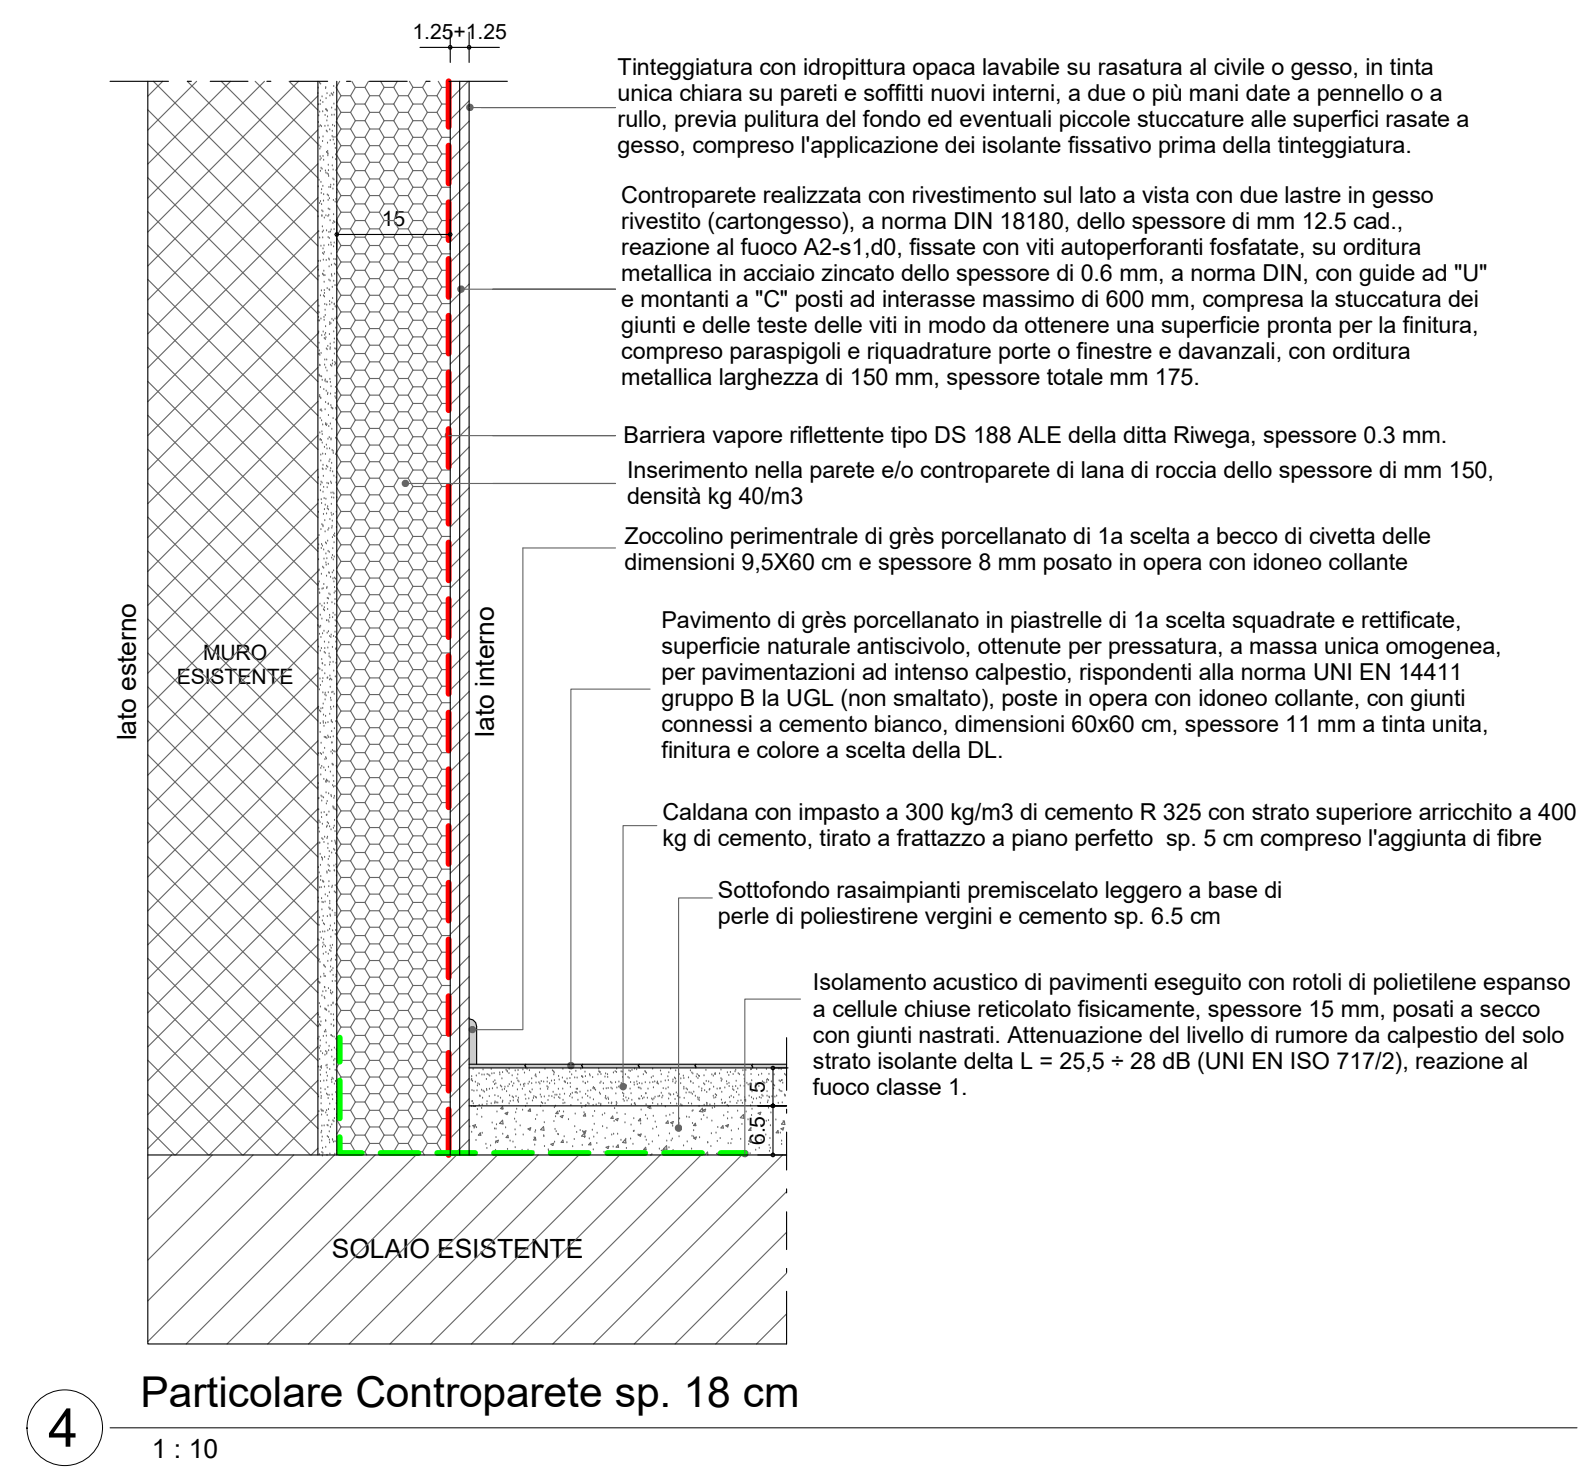 1.25+1.25
Tinteggiatura con idropittura opaca lavabile su rasatura al civile o gesso, in tinta
unica chiara su pareti e soffitti nuovi interni, a due o più mani date a pennello o a
rullo, previa pulitura del fondo ed eventuali piccole stuccature alle superfici rasate a
gesso, compreso l'applicazione dei isolante fissativo prima della tinteggiatura.
Controparete realizzata con rivestimento sul lato a vista con due lastre in gesso
rivestito (cartongesso), a norma DIN 18180, dello spessore di mm 12.5 cad.,
reazione al fuoco A2-s1,d0, fissate con viti autoperforanti fosfatate, su orditura
metallica in acciaio zincato dello spessore di 0.6 mm, a norma DIN, con guide ad "U"
e montanti a "C" posti ad interasse massimo di 600 mm, compresa la stuccatura dei
giunti e delle teste delle viti in modo da ottenere una superficie pronta per la finitura,
compreso paraspigoli e riquadrature porte o finestre e davanzali, con orditura
metallica larghezza di 150 mm, spessore totale mm 175.
15
Barriera vapore riflettente tipo DS 188 ALE della ditta Riwega, spessore 0.3 mm.
Inserimento nella parete e/o controparete di lana di roccia dello spessore di mm 150,
densità kg 40/m3
Zoccolino perimentrale di grès porcellanato di 1a scelta a becco di civetta delle
dimensioni 9,5X60 cm e spessore 8 mm posato in opera con idoneo collante
lato esterno
MURO
ESISTENTE
lato interno
Pavimento di grès porcellanato in piastrelle di 1a scelta squadrate e rettificate,
superficie naturale antiscivolo, ottenute per pressatura, a massa unica omogenea,
per pavimentazioni ad intenso calpestio, rispondenti alla norma UNI EN 14411
gruppo B la UGL (non smaltato), poste in opera con idoneo collante, con giunti
connessi a cemento bianco, dimensioni 60x60 cm, spessore 11 mm a tinta unita,
finitura e colore a scelta della DL.
Caldana con impasto a 300 kg/m3 di cemento R 325 con strato superiore arricchito a 400
kg di cemento, tirato a frattazzo a piano perfetto  sp. 5 cm compreso l'aggiunta di fibre
Sottofondo rasaimpianti premiscelato leggero a base di
perle di poliestirene vergini e cemento sp. 6.5 cm
Isolamento acustico di pavimenti eseguito con rotoli di polietilene espanso
a cellule chiuse reticolato fisicamente, spessore 15 mm, posati a secco
con giunti nastrati. Attenuazione del livello di rumore da calpestio del solo
strato isolante delta L = 25,5 ÷ 28 dB (UNI EN ISO 717/2), reazione al
fuoco classe 1.
5
6.5
SOLAIO ESISTENTE
4
Particolare Controparete sp. 18 cm
1 : 10